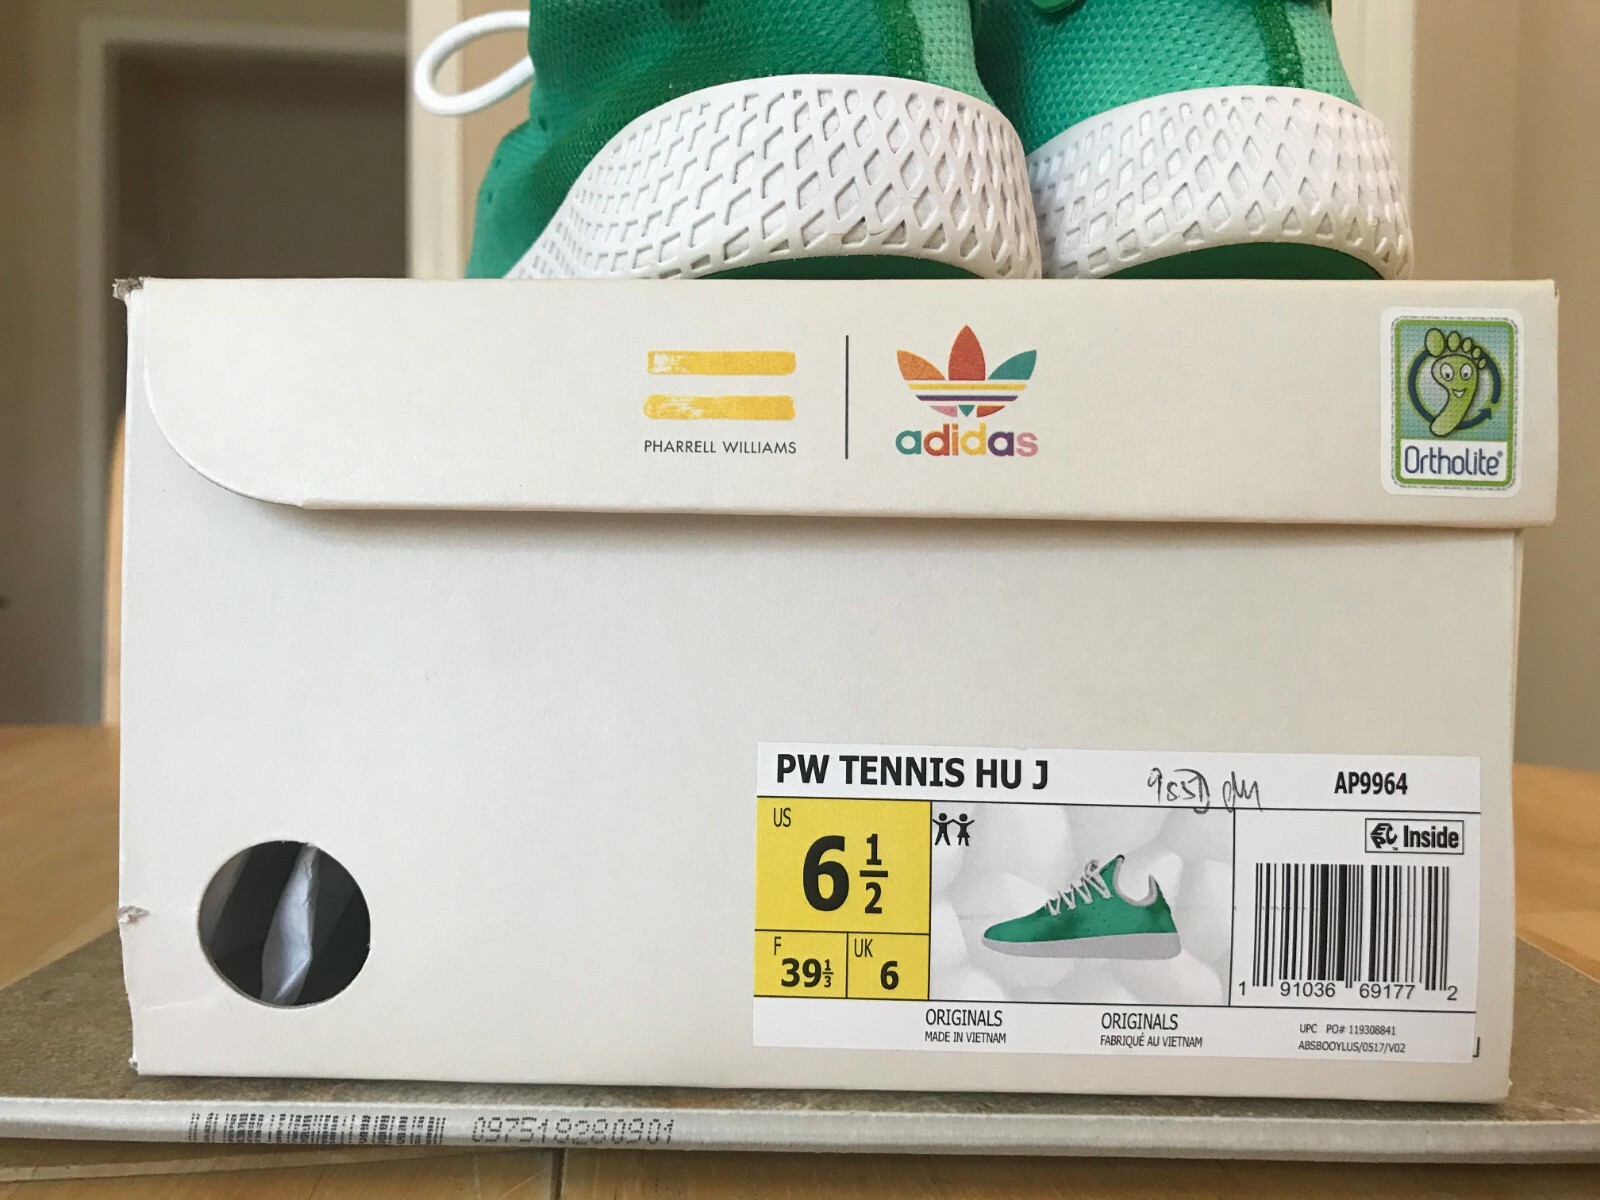 PHARRELL WILLIAMS
adidas
Ortholite®
PW TENNIS HU J
AP9964
US
6 1/2
F
39 1/3
UK
6
Inside
1 91036 69177 2
ORIGINALS
MADE IN VIETNAM
ORIGINALS
FABRIQUÉ AU VIETNAM
UPC PO# 119308841
ABSBOOYLUS/0517/V02
097518280901